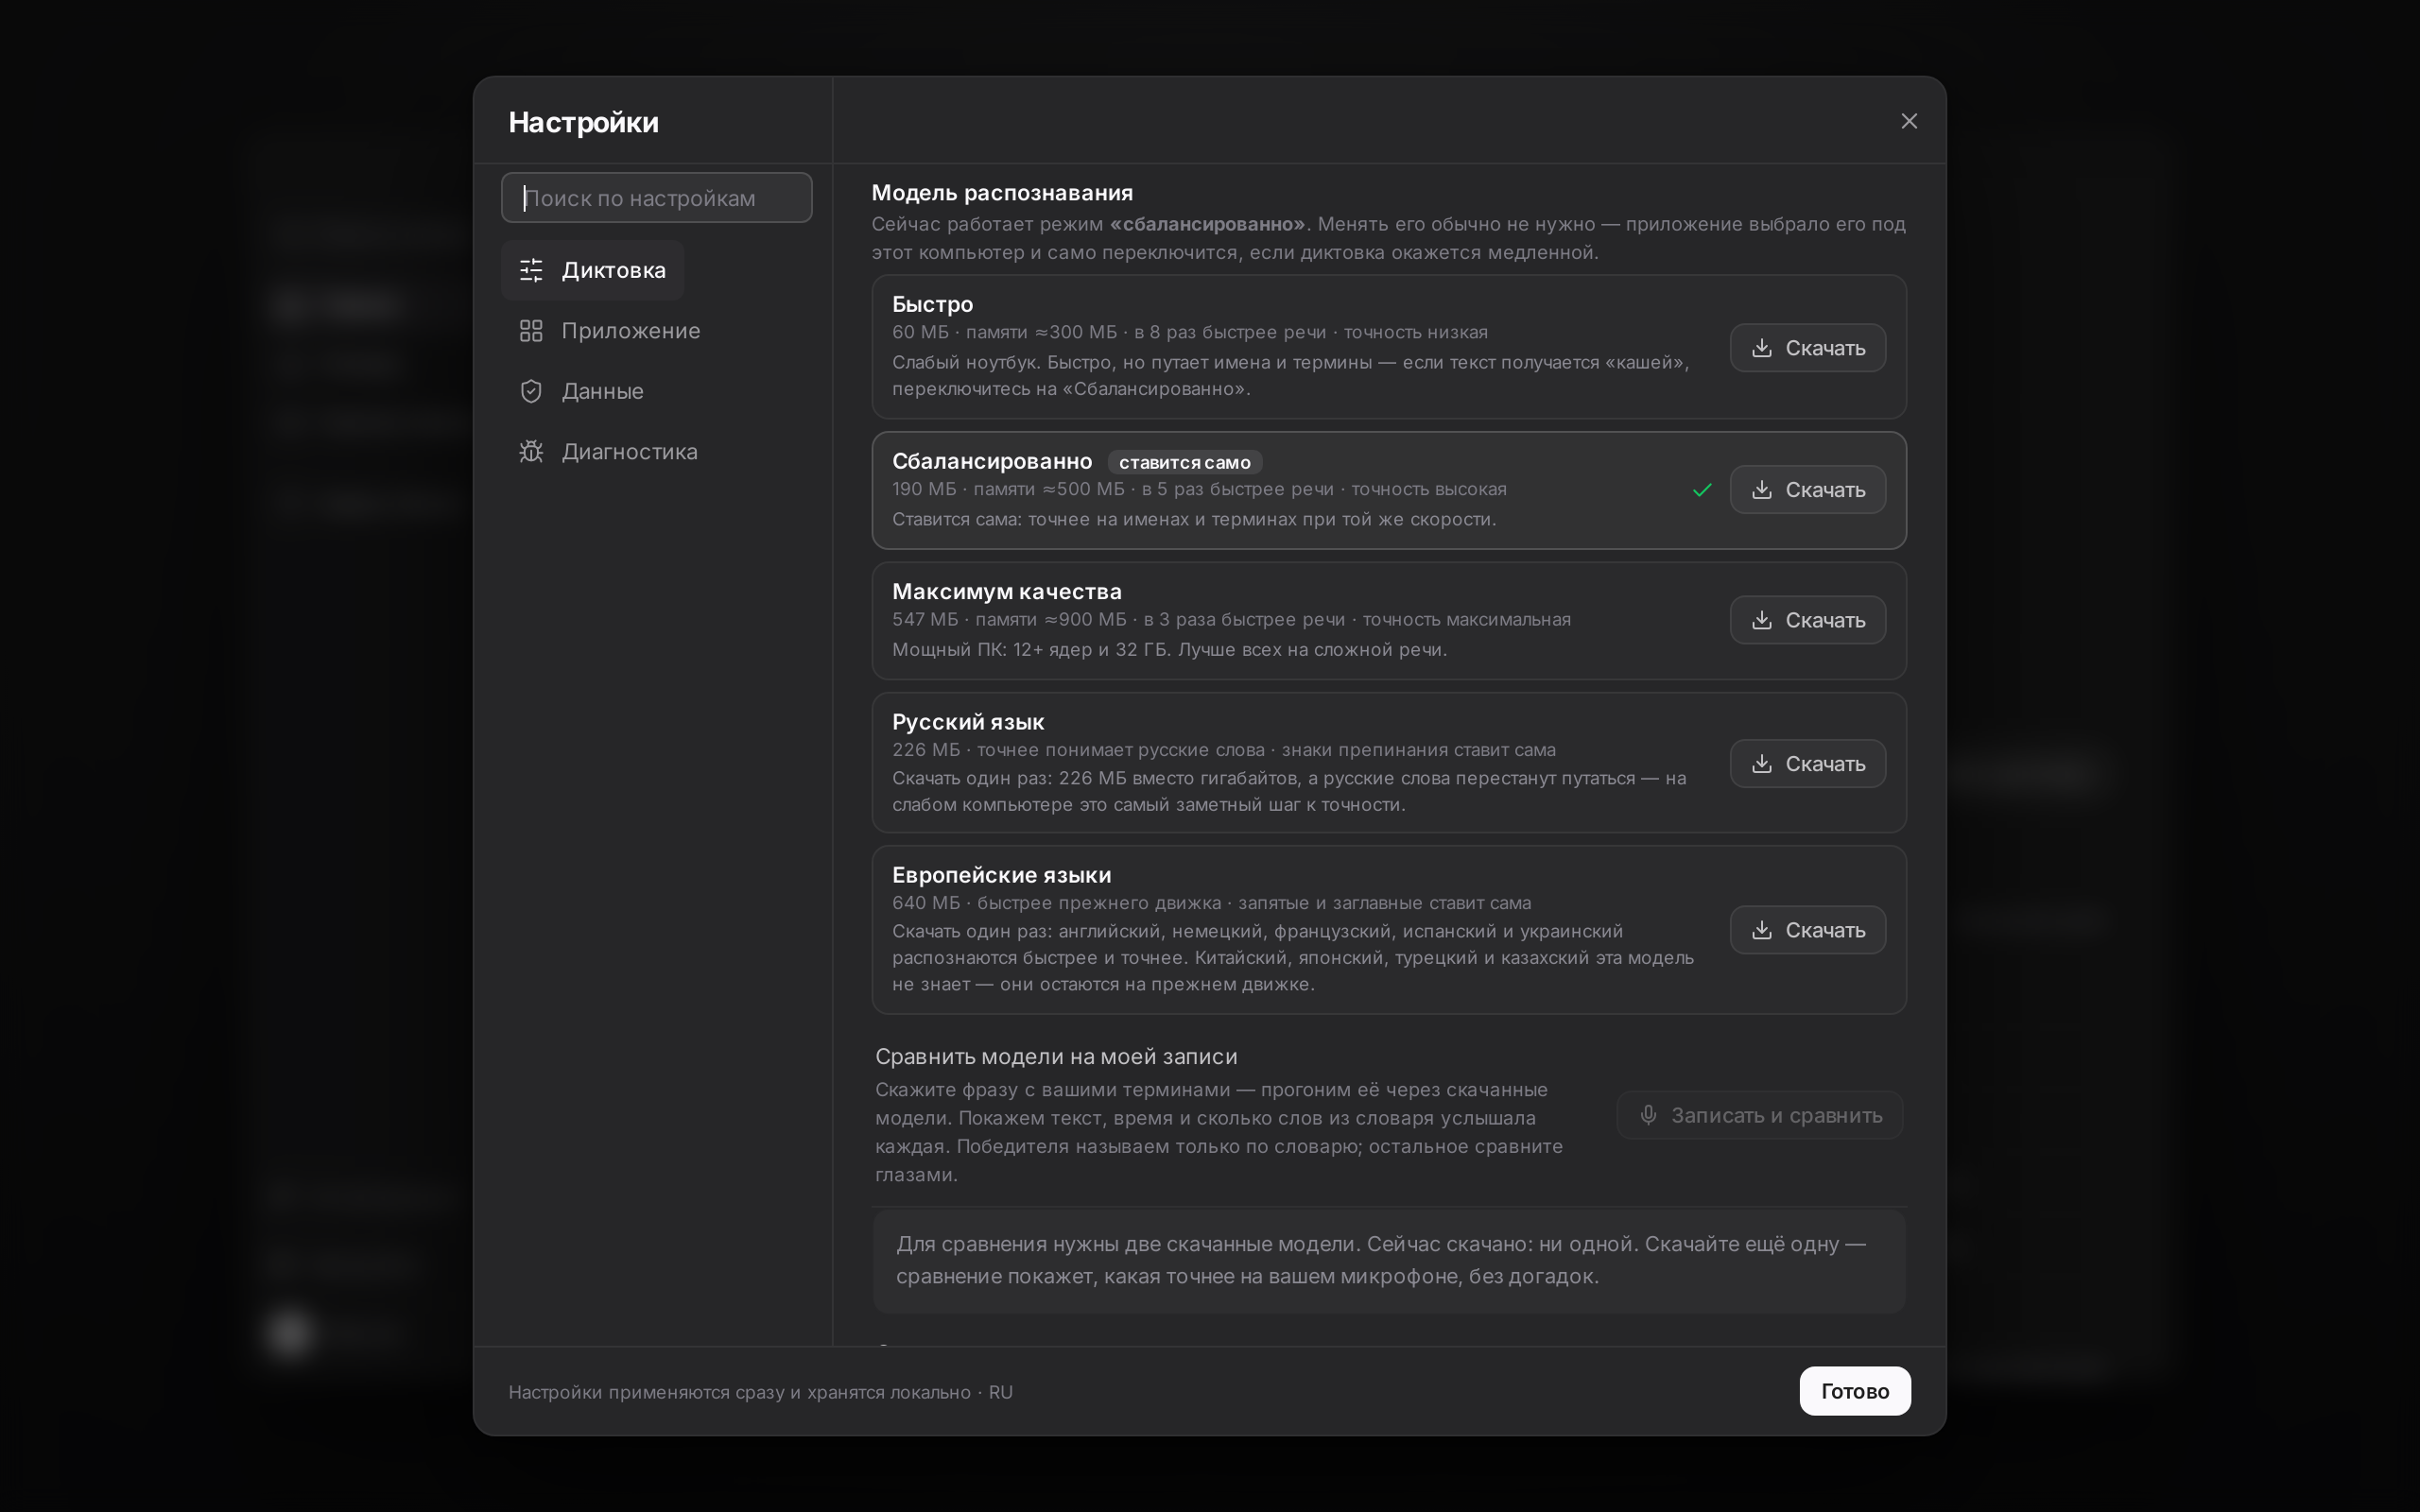 Настройки
Поиск по настройкам
Диктовка
Приложение
Данные
Диагностика
Модель распознавания
Сейчас работает режим «сбалансированно». Менять его обычно не нужно — приложение выбрало его под
этот компьютер и само переключится, если диктовка окажется медленной.
Быстро
60 МБ · памяти ≈300 МБ · в 8 раз быстрее речи · точность низкая
Слабый ноутбук. Быстро, но путает имена и термины — если текст получается «кашей»,
переключитесь на «Сбалансированно».
Скачать
Сбалансированно ставится само
190 МБ · памяти ≈500 МБ · в 5 раз быстрее речи · точность высокая
Ставится сама: точнее на именах и терминах при той же скорости.
Скачать
Максимум качества
547 МБ · памяти ≈900 МБ · в 3 раза быстрее речи · точность максимальная
Мощный ПК: 12+ ядер и 32 ГБ. Лучше всех на сложной речи.
Скачать
Русский язык
226 МБ · точнее понимает русские слова · знаки препинания ставит сама
Скачать один раз: 226 МБ вместо гигабайтов, а русские слова перестанут путаться — на
слабом компьютере это самый заметный шаг к точности.
Скачать
Европейские языки
640 МБ · быстрее прежнего движка · запятые и заглавные ставит сама
Скачать один раз: английский, немецкий, французский, испанский и украинский
распознаются быстрее и точнее. Китайский, японский, турецкий и казахский эта модель
не знает — они остаются на прежнем движке.
Скачать
Сравнить модели на моей записи
Скажите фразу с вашими терминами — прогоним её через скачанные
модели. Покажем текст, время и сколько слов из словаря услышала
каждая. Победителя называем только по словарю; остальное сравните
глазами.
Записать и сравнить
Для сравнения нужны две скачанные модели. Сейчас скачано: ни одной. Скачайте ещё одну —
сравнение покажет, какая точнее на вашем микрофоне, без догадок.
Настройки применяются сразу и хранятся локально · RU
Готово